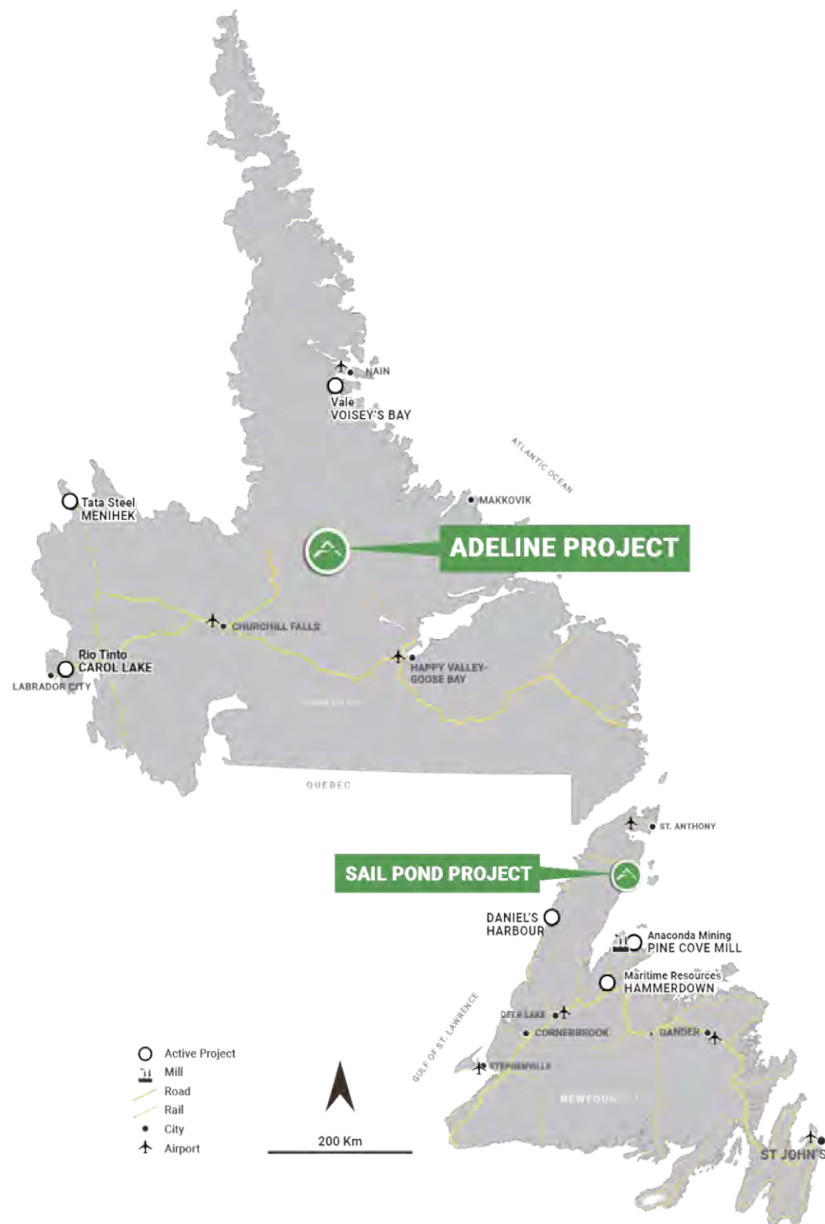 NAIN
Vale
VOISEY'S BAY
ATLANTIC OCEAN
MAKKOVIK
Tata Steel
MENIHEK
ADELINE PROJECT
CHURCHILL FALLS
Rio Tinto
CAROL LAKE
LABRADOR CITY
HAPPY VALLEY-
GOOSE BAY
QUEBEC
ST. ANTHONY
SAIL POND PROJECT
DANIEL'S
HARBOUR
Anaconda Mining
PINE COVE MILL
Maritime Resources
HAMMERDOWN
DEER LAKE
GULF OF ST. LAWRENCE
CORNERBROOK
GANDER
STEPHENVILLE
NEWFOUN
ST JOHN'S
Active Project
Mill
Road
Rail
City
Airport
200 Km